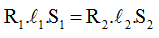 R₁.ℓ₁.S₁ = R₂.ℓ₂.S₂